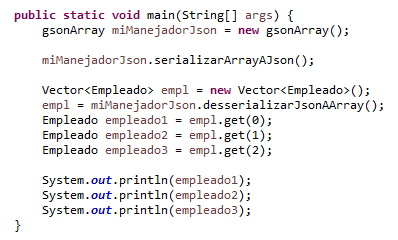 public static void main(String[] args) {
gsonArray miManejadorJson = new gsonArray();
miManejadorJson.serializarArrayAJson();
Vector<Empleado> empl = new Vector<Empleado>();
empl = miManejadorJson.desserializarJsonAArray();
Empleado empleado1 = empl.get(0);
Empleado empleado2 = empl.get(1);
Empleado empleado3 = empl.get(2);
System.out.println(empleado1);
System.out.println(empleado2);
System.out.println(empleado3);
}